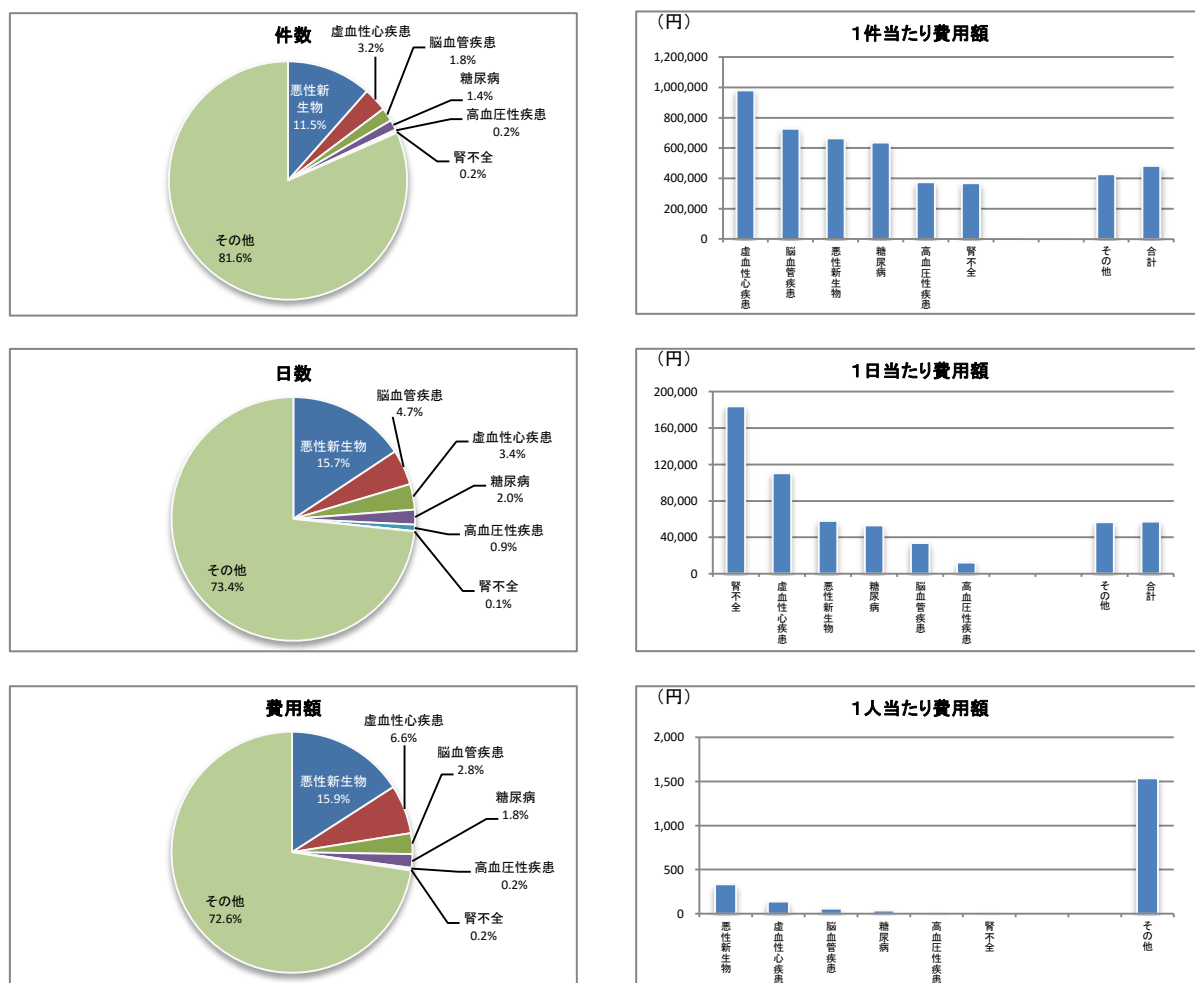 件数
虚血性心疾患
3.2%
脳血管疾患
1.8%
糖尿病
1.4%
高血圧性疾患
0.2%
腎不全
0.2%
悪性新
生物
11.5%
その他
81.6%
（円）
1件当たり費用額
1,200,000
1,000,000
800,000
600,000
400,000
200,000
0
虚血性心疾患
脳血管疾患
悪性新生物
糖尿病
高血圧性疾患
腎不全
その他
合計
日数
脳血管疾患
4.7%
虚血性心疾患
3.4%
糖尿病
2.0%
高血圧性疾患
0.9%
腎不全
0.1%
悪性新生物
15.7%
その他
73.4%
（円）
1日当たり費用額
200,000
160,000
120,000
80,000
40,000
0
腎不全
虚血性心疾患
悪性新生物
糖尿病
脳血管疾患
高血圧性疾患
その他
合計
費用額
虚血性心疾患
6.6%
脳血管疾患
2.8%
糖尿病
1.8%
高血圧性疾患
0.2%
腎不全
0.2%
悪性新生物
15.9%
その他
72.6%
（円）
1人当たり費用額
2,000
1,500
1,000
500
0
悪性新生物
虚血性心疾患
脳血管疾患
糖尿病
高血圧性疾患
腎不全
その他